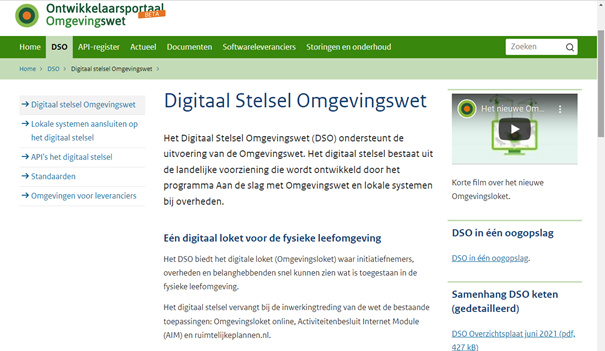 Ontwikkelaarsportaal
BETA
Omgevingswet
Home DSO API-register Actueel Documenten Softwareleveranciers Storingen en onderhoud Zoeken
Home > DSO > Digitaal stelsel Omgevingswet >
→ Digitaal stelsel Omgevingswet
→ Lokale systemen aansluiten op
het digitaal stelsel
→ API's het digitaal stelsel
→ Standaarden
→ Omgevingen voor leveranciers
Digitaal Stelsel Omgevingswet
Het Digitaal Stelsel Omgevingswet (DSO) ondersteunt de
uitvoering van de Omgevingswet. Het digitaal stelsel bestaat uit
de landelijke voorziening die wordt ontwikkeld door het
programma Aan de slag met Omgevingswet en lokale systemen
bij overheden.
Eén digitaal loket voor de fysieke leefomgeving
Het DSO biedt het digitale loket (Omgevingsloket) waar initiatiefnemers,
overheden en belanghebbenden snel kunnen zien wat is toegestaan in de
fysieke leefomgeving.
Het digitaal stelsel vervangt bij de inwerkingtreding van de wet de bestaande
toepassingen: Omgevingsloket online, Activiteitenbesluit Internet Module
(AIM) en ruimtelijkeplannen.nl.
Het nieuwe Om...
Korte film over het nieuwe
Omgevingsloket.
DSO in één oogopslag
DSO in één oogopslag.
Samenhang DSO keten
(gedetailleerd)
DSO Overzichtsplaat juni 2021 (pdf,
427 kB)